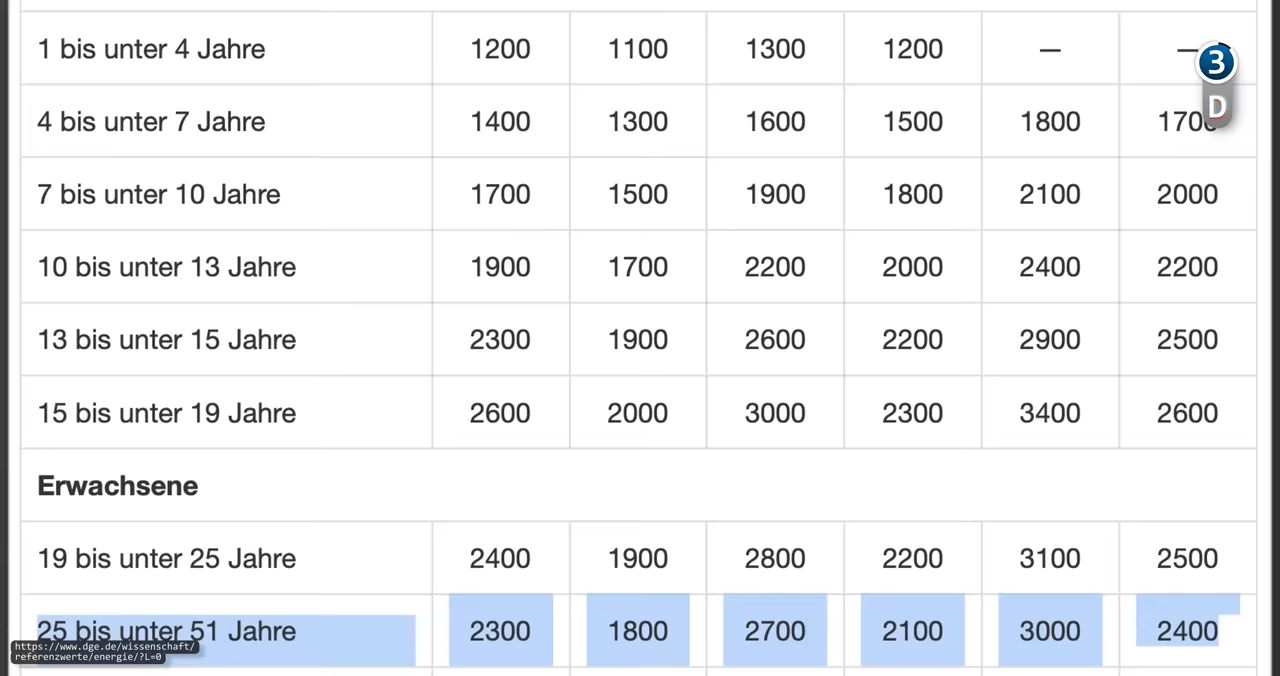 1 bis unter 4 Jahre 1200 1100 1300 1200 — —
3
D
4 bis unter 7 Jahre 1400 1300 1600 1500 1800 1700
7 bis unter 10 Jahre 1700 1500 1900 1800 2100 2000
10 bis unter 13 Jahre 1900 1700 2200 2000 2400 2200
13 bis unter 15 Jahre 2300 1900 2600 2200 2900 2500
15 bis unter 19 Jahre 2600 2000 3000 2300 3400 2600
Erwachsene
19 bis unter 25 Jahre 2400 1900 2800 2200 3100 2500
25 bis unter 51 Jahre 2300 1800 2700 2100 3000 2400
https://www.dge.de/wissenschaft/
referenzwerte/energie/?L=0